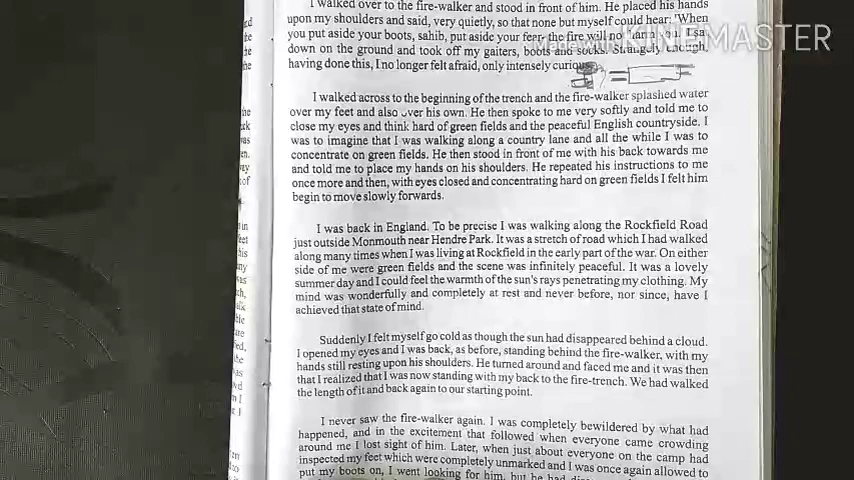 I walked over to the fire-walker and stood in front of him. He placed his hands
upon my shoulders and said, very quietly, so that none but myself could hear: 'When
you put aside your boots, sahib, put aside your fear, the fire will no harm you. I sa
down on the ground and took off my gaiters, boots and socks. Strangely enough,
having done this, I no longer felt afraid, only intensely curious
Made with KINEMASTER
I walked across to the beginning of the trench and the fire-walker splashed water
over my feet and also over his own. He then spoke to me very softly and told me to
close my eyes and think hard of green fields and the peaceful English countryside. I
was to imagine that I was walking along a country lane and all the while I was to
concentrate on green fields. He then stood in front of me with his back towards me
and told me to place my hands on his shoulders. He repeated his instructions to me
once more and then, with eyes closed and concentrating hard on green fields I felt him
begin to move slowly forwards.
I was back in England. To be precise I was walking along the Rockfield Road
just outside Monmouth near Hendre Park. It was a stretch of road which I had walked
along many times when I was living at Rockfield in the early part of the war. On either
side of me were green fields and the scene was infinitely peaceful. It was a lovely
summer day and I could feel the warmth of the sun's rays penetrating my clothing. My
mind was wonderfully and completely at rest and never before, nor since, have I
achieved that state of mind.
Suddenly I felt myself go cold as though the sun had disappeared behind a cloud.
I opened my eyes and I was back, as before, standing behind the fire-walker, with my
hands still resting upon his shoulders. He turned around and faced me and it was then
that I realized that I was now standing with my back to the fire-trench. We had walked
the length of it and back again to our starting point.
I never saw the fire-walker again. I was completely bewildered by what had
happened, and in the excitement that followed when everyone came crowding
around me I lost sight of him. Later, when just about everyone on the camp had
inspected my feet which were completely unmarked and I was once again allowed to
put my boots on, I went looking for him, but he had